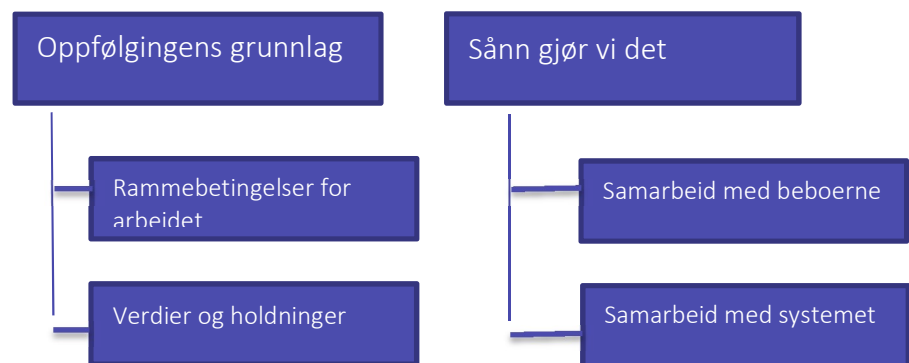 Oppfølgingens grunnlag
Rammebetingelser for
arbeidet
Verdier og holdninger
Sånn gjør vi det
Samarbeid med beboerne
Samarbeid med systemet